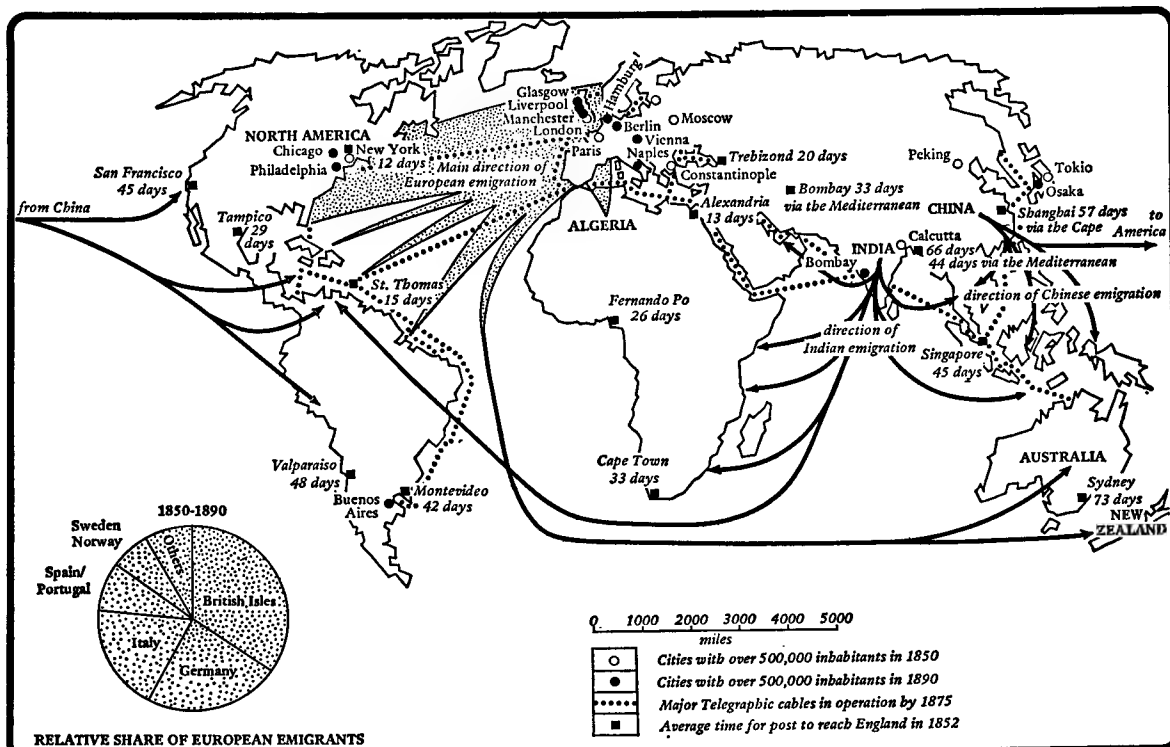 Glasgow
Liverpool
Manchester
London
Hamburg
Berlin
Moscow
Vienna
Paris
Naples
Constantinople
Trebizond 20 days
NORTH AMERICA
Chicago
New York
12 days
Philadelphia
Main direction of
European emigration
San Francisco
45 days
from China
Tampico
29
days
ALGERIA
Alexandria
13 days
Bombay 33 days
via the Mediterranean
Peking
Tokio
Osaka
CHINA
Shanghai 57 days
via the Cape
to
America
INDIA
Calcutta
66 days
44 days via the Mediterranean
Bombay
direction of Chinese emigration
St. Thomas
15 days
Fernando Po
26 days
direction of
Indian emigration
Singapore
45 days
Valparaiso
48 days
Buenos
Aires
Montevideo
42 days
Cape Town
33 days
AUSTRALIA
Sydney
73 days
NEW
ZEALAND
1850-1890
Sweden
Norway
Others
Spain/
Portugal
British Isles
Italy
Germany
RELATIVE SHARE OF EUROPEAN EMIGRANTS
0 1000 2000 3000 4000 5000
miles
Cities with over 500,000 inhabitants in 1850
Cities with over 500,000 inhabitants in 1890
Major Telegraphic cables in operation by 1875
Average time for post to reach England in 1852